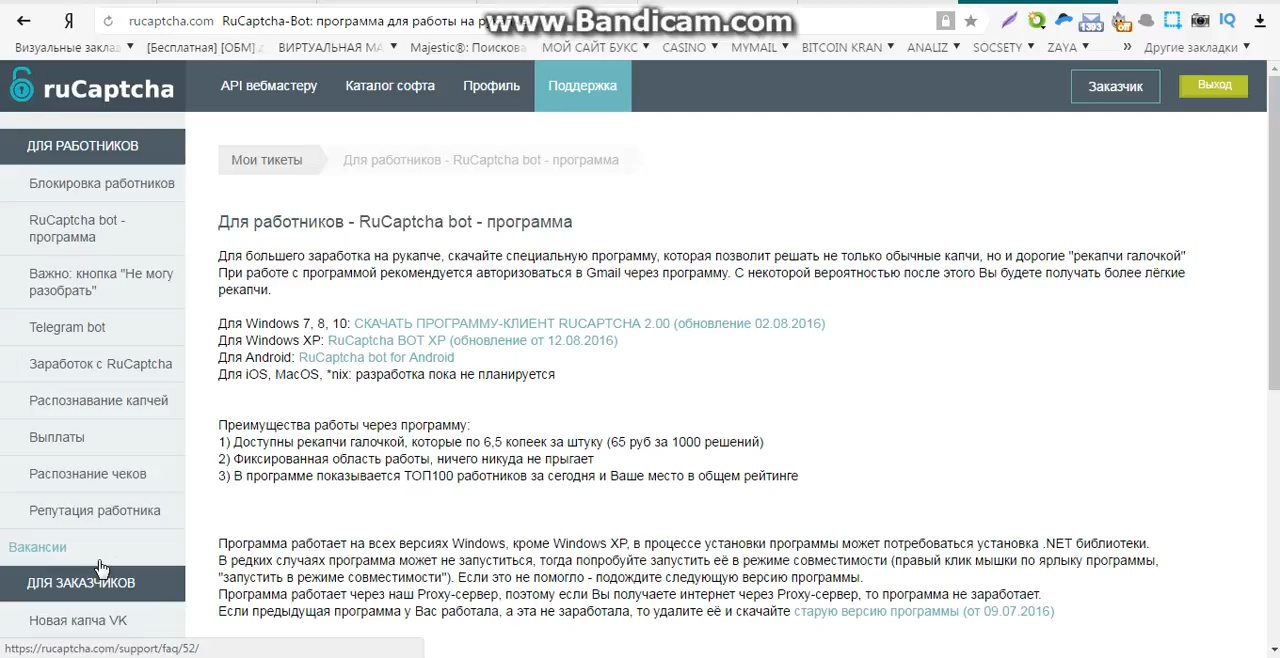 rucaptcha.com RuCaptcha-Bot: программа для работы на р
www.Bandicam.com
1393
off
IQ
Визуальные заклад
[Бесплатная] [ОБМ]
ВИРТУАЛЬНАЯ МА
Majestic®: Поискова
МОЙ САЙТ БУКС
CASINO
MYMAIL
BITCOIN KRAN
ANALIZ
SOCSETY
ZAYA
»
Другие закладки
ruCaptcha
API вебмастеру
Каталог софта
Профиль
Поддержка
Заказчик
Выход
ДЛЯ РАБОТНИКОВ
Блокировка работников
RuCaptcha bot -
программа
Важно: кнопка "Не могу
разобрать"
Telegram bot
Заработок с RuCaptcha
Распознавание капчей
Выплаты
Распознание чеков
Репутация работника
Вакансии
ДЛЯ ЗАКАЗЧИКОВ
Новая капча VK
https://rucaptcha.com/support/faq/52/
Мои тикеты
Для работников - RuCaptcha bot - программа
Для работников - RuCaptcha bot - программа
Для большего заработка на рукапче, скачайте специальную программу, которая позволит решать не только обычные капчи, но и дорогие "рекапчи галочкой"
При работе с программой рекомендуется авторизоваться в Gmail через программу. С некоторой вероятностью после этого Вы будете получать более лёгкие
рекапчи.
Для Windows 7, 8, 10: СКАЧАТЬ ПРОГРАММУ-КЛИЕНТ RUCAPTCHA 2.00 (обновление 02.08.2016)
Для Windows XP: RuCaptcha BOT XP (обновление от 12.08.2016)
Для Android: RuCaptcha bot for Android
Для iOS, MacOS, *nix: разработка пока не планируется
Преимущества работы через программу:
1) Доступны рекапчи галочкой, которые по 6,5 копеек за штуку (65 руб за 1000 решений)
2) Фиксированная область работы, ничего никуда не прыгает
3) В программе показывается ТОП100 работников за сегодня и Ваше место в общем рейтинге
Программа работает на всех версиях Windows, кроме Windows XP, в процессе установки программы может потребоваться установка .NET библиотеки.
В редких случаях программа может не запуститься, тогда попробуйте запустить её в режиме совместимости (правый клик мышки по ярлыку программы,
"запустить в режиме совместимости"). Если это не помогло - подождите следующую версию программы.
Программа работает через наш Proxy-сервер, поэтому если Вы получаете интернет через Proxy-сервер, то программа не заработает.
Если предыдущая программа у Вас работала, а эта не заработала, то удалите её и скачайте старую версию программы (от 09.07.2016)